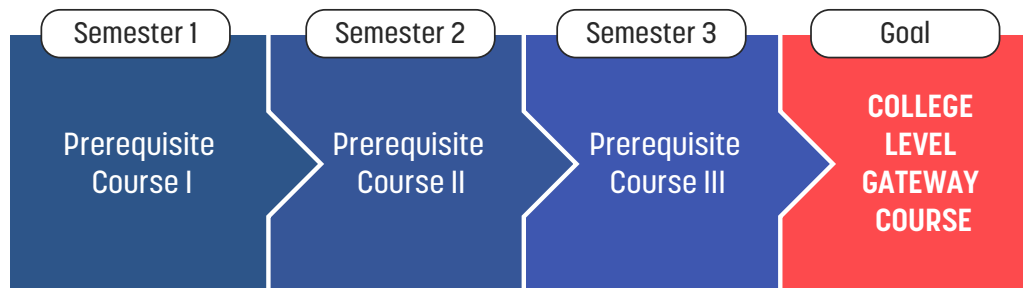 Semester 1
Semester 2
Semester 3
Goal
Prerequisite
Course I
Prerequisite
Course II
Prerequisite
Course III
COLLEGE
LEVEL
GATEWAY
COURSE